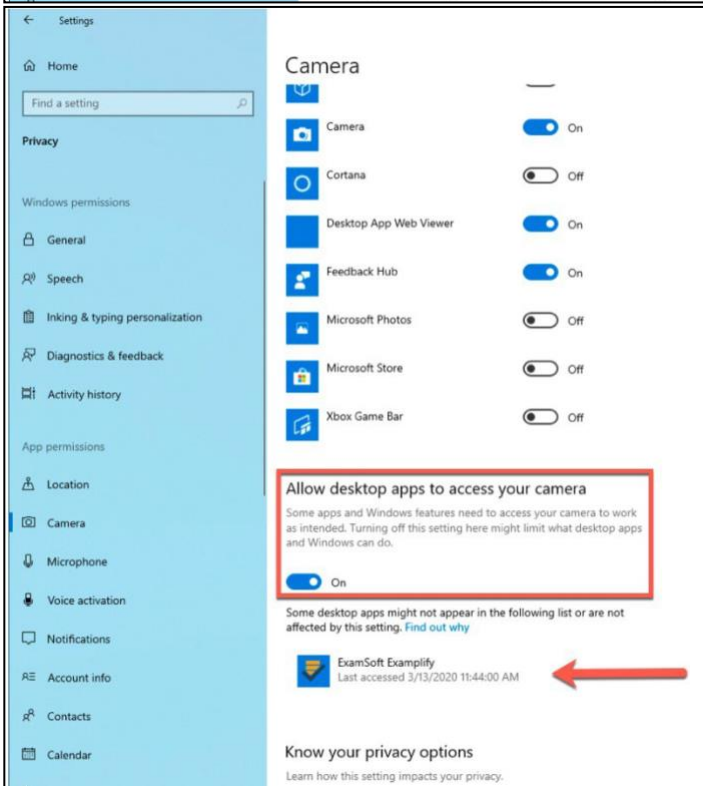 Settings
Home
Find a setting
Privacy
Windows permissions
General
Speech
Inking & typing personalization
Diagnostics & feedback
Activity history
App permissions
Location
Camera
Microphone
Voice activation
Notifications
Account info
Contacts
Calendar
Camera
Camera On
Cortana Off
Desktop App Web Viewer On
Feedback Hub On
Microsoft Photos Off
Microsoft Store Off
Xbox Game Bar Off
Allow desktop apps to access your camera
Some apps and Windows features need to access your camera to work
as intended. Turning off this setting here might limit what desktop apps
and Windows can do.
On
Some desktop apps might not appear in the following list or are not
affected by this setting. Find out why
ExamSoft Examplify
Last accessed 3/13/2020 11:44:00 AM
Know your privacy options
Learn how this setting impacts your privacy.